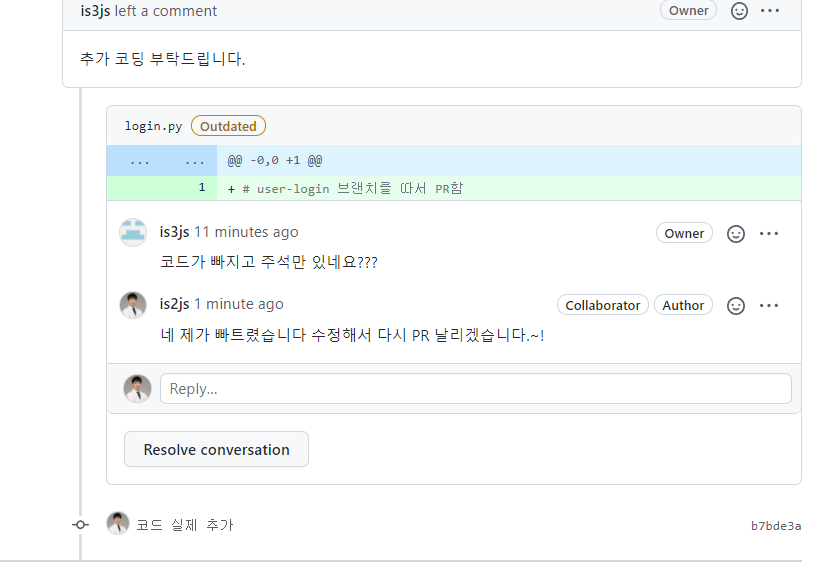 is3js left a comment Owner ...
추가 코딩 부탁드립니다.
login.py Outdated
... ... @@ -0,0 +1 @@
1 + # user-login 브랜치를 따서 PR함
is3js 11 minutes ago Owner ...
코드가 빠지고 주석만 있네요???
is2js 1 minute ago Collaborator Author ...
네 제가 빠트렸습니다 수정해서 다시 PR 날리겠습니다.~!
Reply...
Resolve conversation
코드 실제 추가 b7bde3a